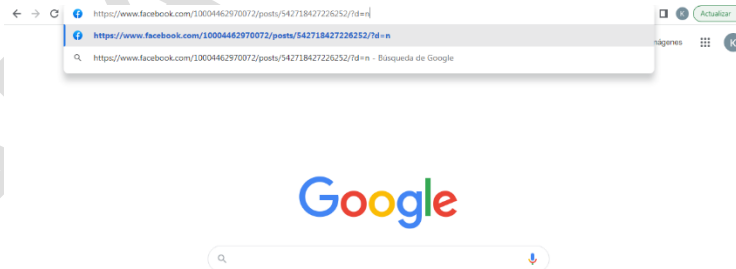 https://www.facebook.com/10004462970072/posts/542718427226252/?d=n
Actualizar
https://www.facebook.com/10004462970072/posts/542718427226252/?d=n
https://www.facebook.com/10004462970072/posts/542718427226252/?d=n - Búsqueda de Google
ágenes
K
K
Google